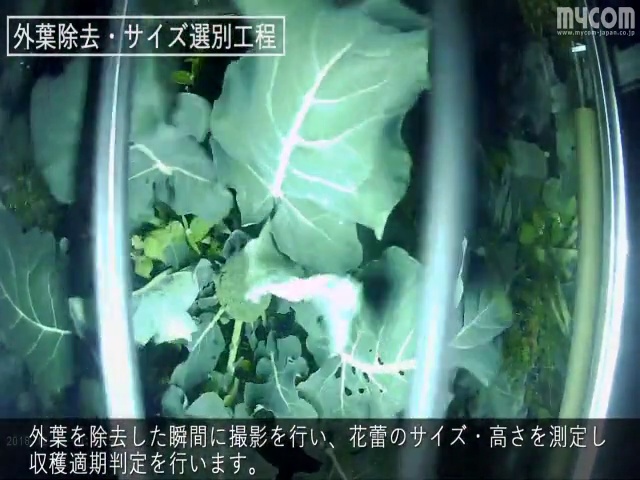 外葉除去・サイズ選別工程
mycom
www.mycom-japan.co.jp
外葉を除去した瞬間に撮影を行い、花蕾のサイズ・高さを測定し
収穫適期判定を行います。